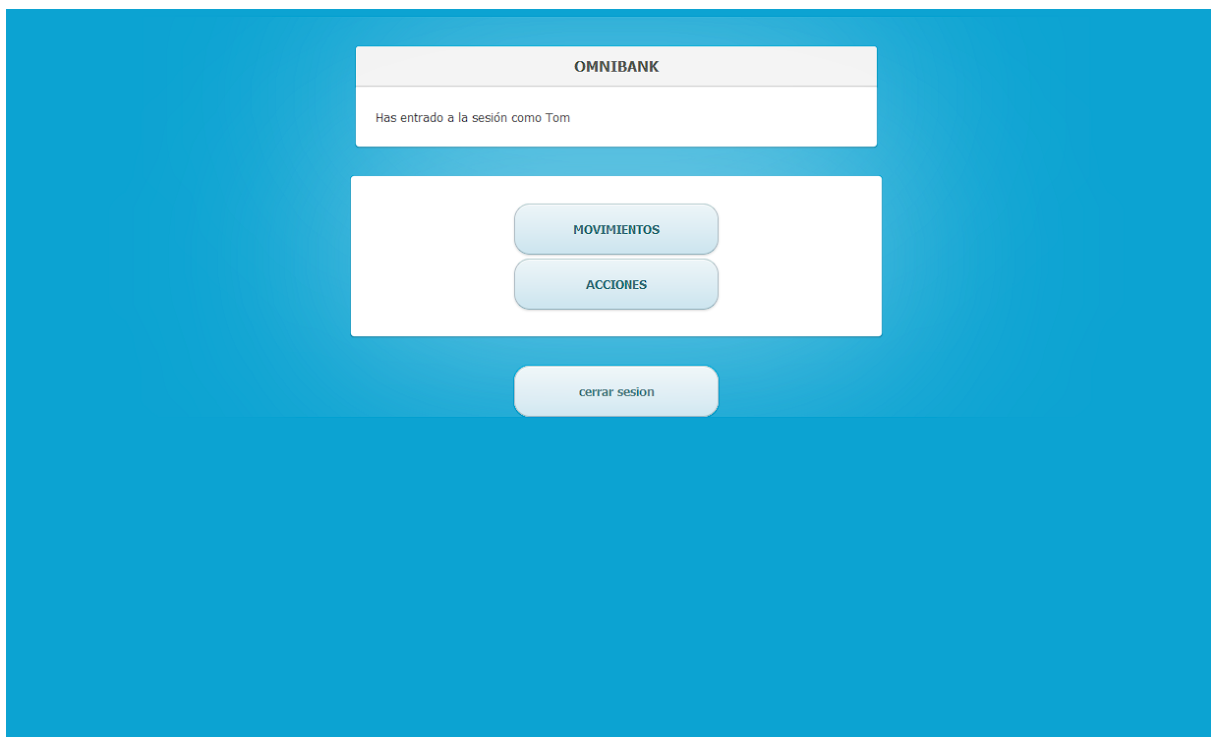 OMNIBANK
Has entrado a la sesión como Tom
MOVIMIENTOS
ACCIONES
cerrar sesion